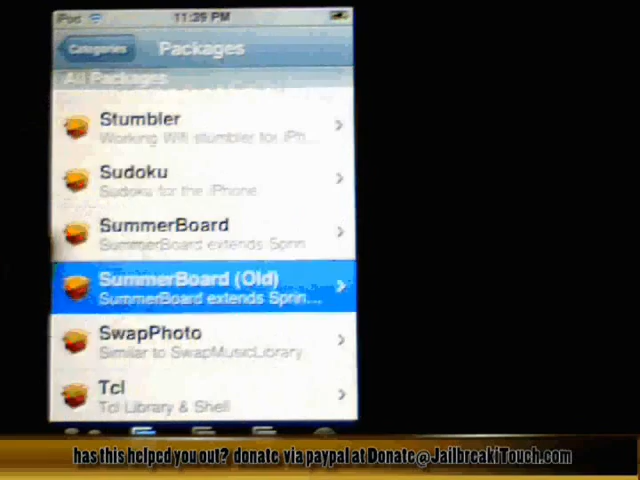 iPod 11:39 PM
Categories Packages
All Packages
Stumbler
Working Wifi stumbler for iPh...
Sudoku
Sudoku for the iPhone.
SummerBoard
SummerBoard extends Sprin
SummerBoard (Old)
SummerBoard extends Sprin...
SwapPhoto
Similar to SwapMusicLibrary
Tcl
Tcl Library & Shell
has this helped you out? donate via paypal at Donate@JailbreakiTouch.com